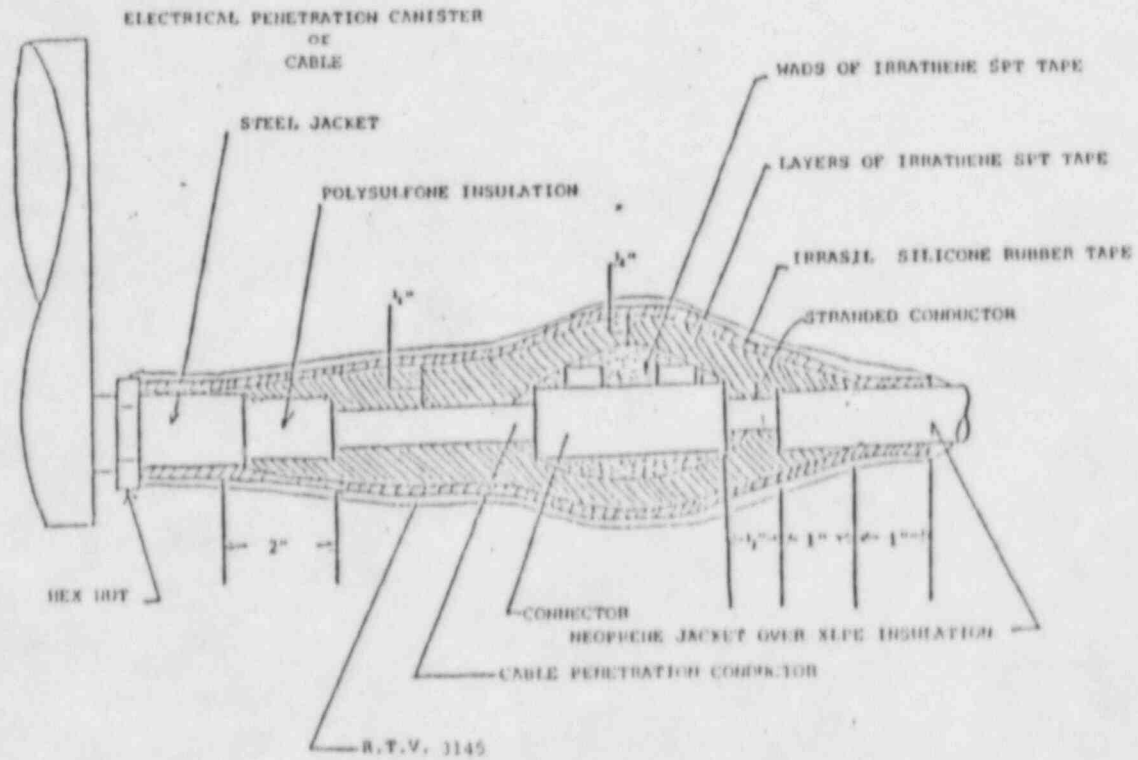 ELECTRICAL PENETRATION CANISTER
OF
CABLE
WADS OF IRRATHENE SPT TAPE
STEEL JACKET
LAYERS OF IRRATHENE SPT TAPE
POLYSULFONE INSULATION
IRRASIL SILICONE RUBBER TAPE
STRANDED CONDUCTOR
2"
1"
1"
HEX NUT
CONNECTOR
NEOPRENE JACKET OVER XLPE INSULATION
CABLE PENETRATION CONDUCTOR
R.T.V. 3145